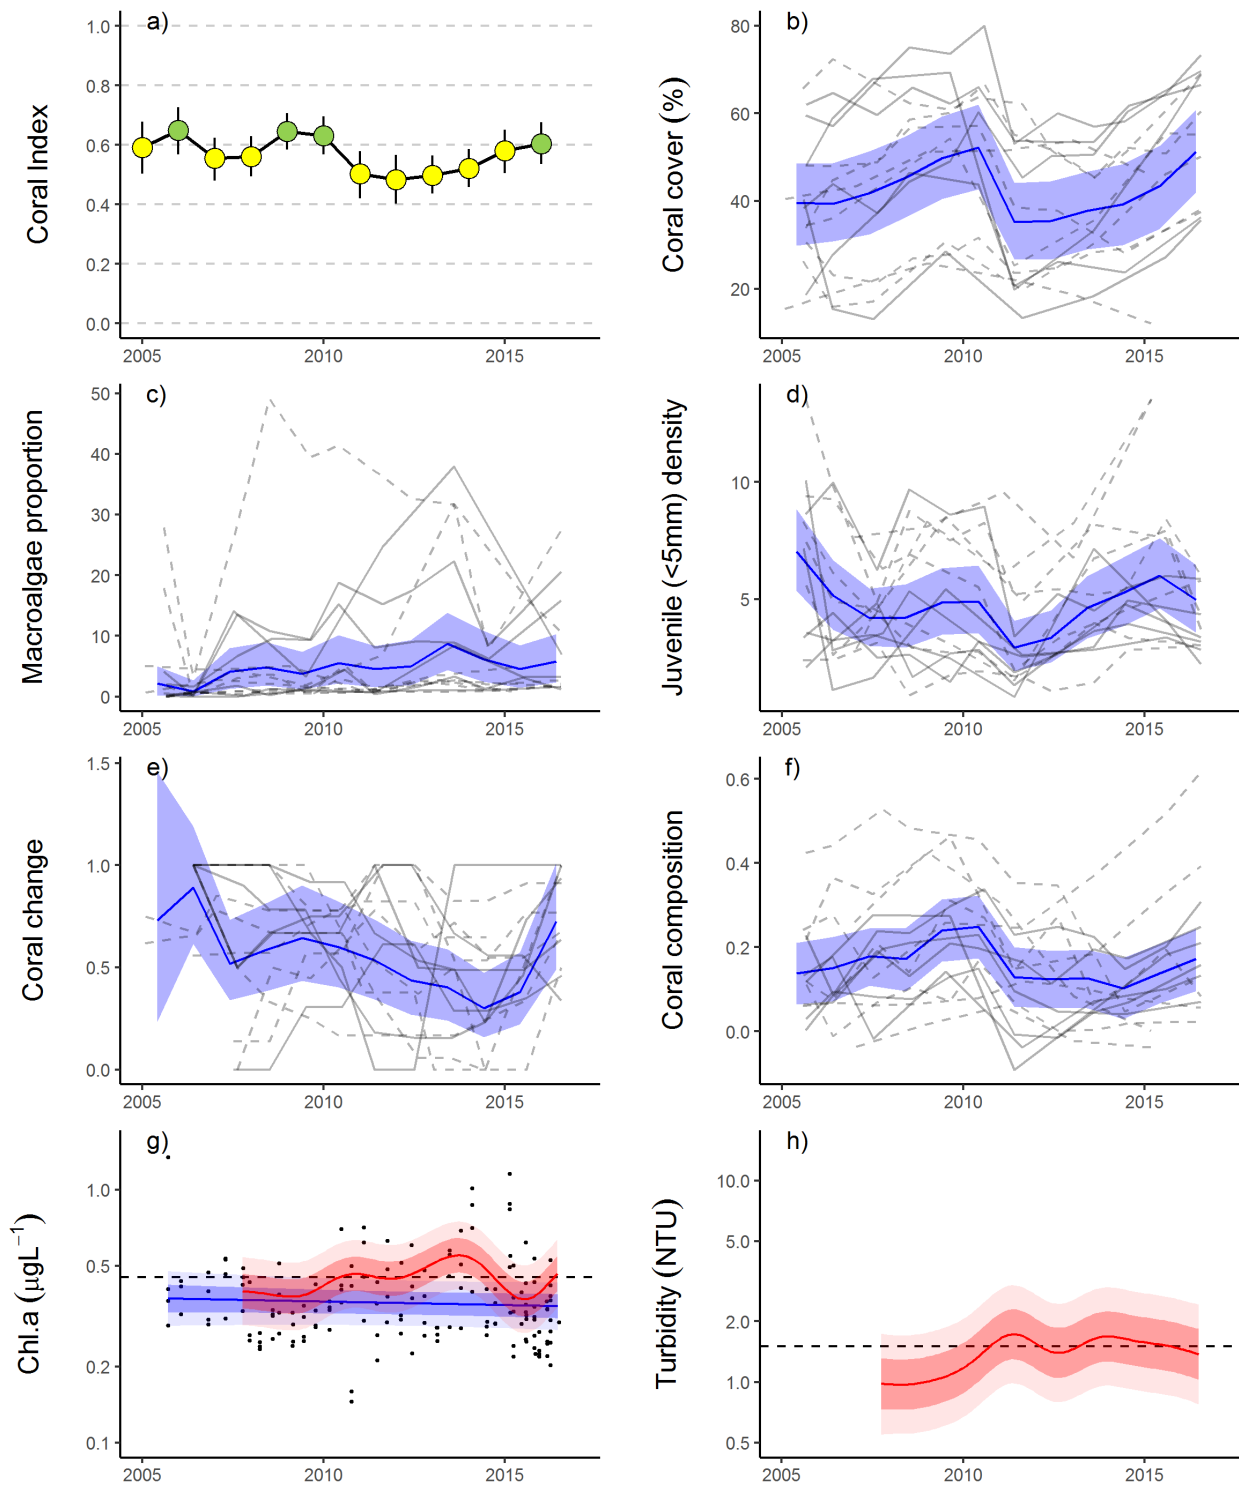 a)
Coral Index
1.0
0.8
0.6
0.4
0.2
0.0
2005 2010 2015
b)
Coral cover (%)
80
60
40
20
2005 2010 2015
c)
Macroalgae proportion
50
40
30
20
10
0
2005 2010 2015
d)
Juvenile (<5mm) density
10
5
2005 2010 2015
e)
Coral change
1.5
1.0
0.5
0.0
2005 2010 2015
f)
Coral composition
0.6
0.4
0.2
0.0
2005 2010 2015
g)
Chl.a (μgL⁻¹)
1.0
0.5
0.2
0.1
2005 2010 2015
h)
Turbidity (NTU)
10.0
5.0
2.0
1.0
0.5
2005 2010 2015